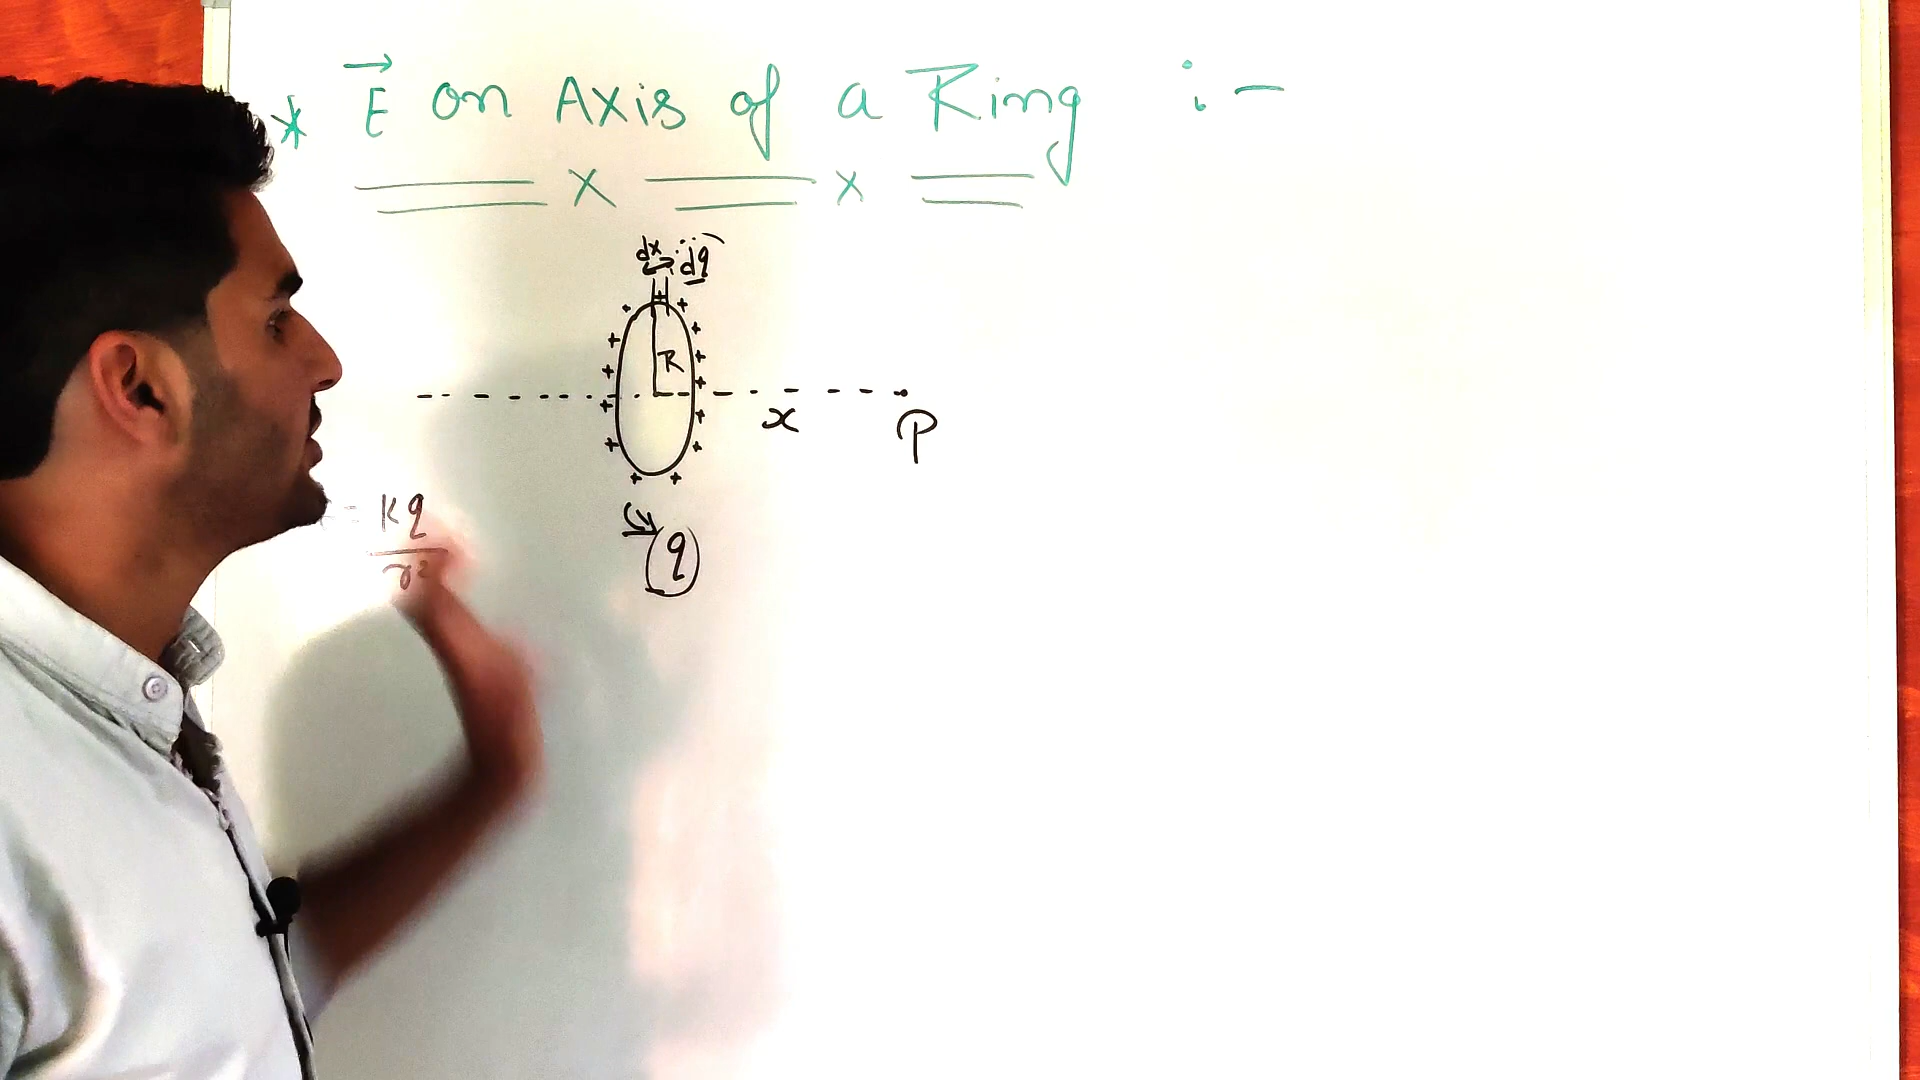 * E on Axis of a Ring :-
dx dq
R
x
P
= Kq
r²
q